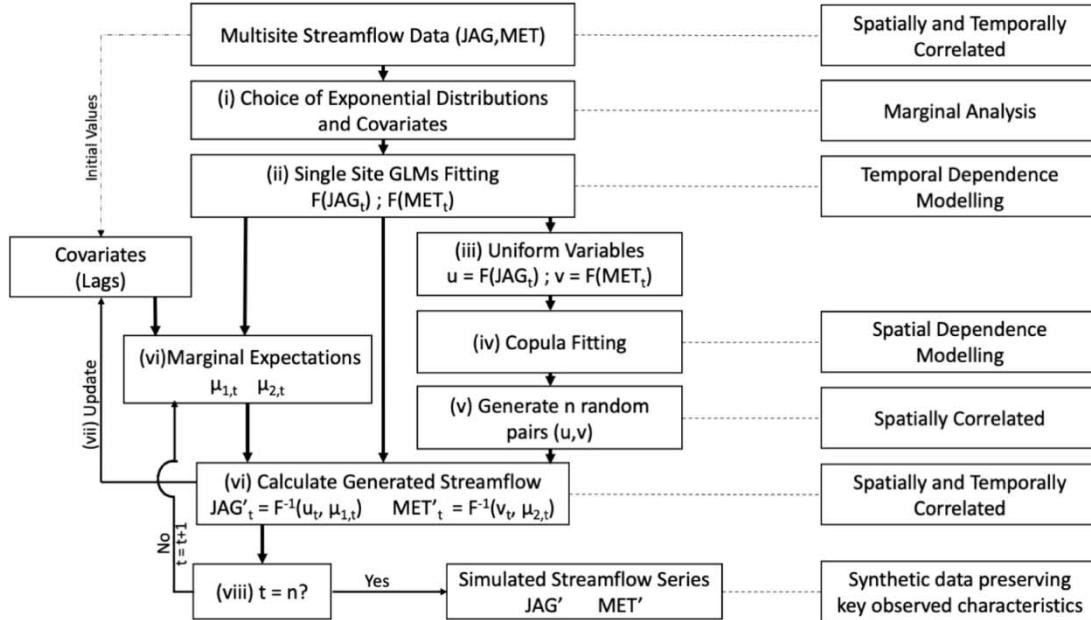 Multisite Streamflow Data (JAG,MET)
Spatially and Temporally
Correlated
(i) Choice of Exponential Distributions
and Covariates
Marginal Analysis
Initial Values
(ii) Single Site GLMs Fitting
F(JAGₜ) ; F(METₜ)
Temporal Dependence
Modelling
Covariates
(Lags)
(iii) Uniform Variables
u = F(JAGₜ) ; v = F(METₜ)
(vi)Marginal Expectations
μ₁,ₜ μ₂,ₜ
(iv) Copula Fitting
Spatial Dependence
Modelling
(vii) Update
(v) Generate n random
pairs (u,v)
Spatially Correlated
(vi) Calculate Generated Streamflow
JAG’ₜ = F⁻¹(uₜ, μ₁,ₜ) MET’ₜ = F⁻¹(vₜ, μ₂,ₜ)
Spatially and Temporally
Correlated
No
t = t+1
(viii) t = n?
Yes
Simulated Streamflow Series
JAG’ MET’
Synthetic data preserving
key observed characteristics